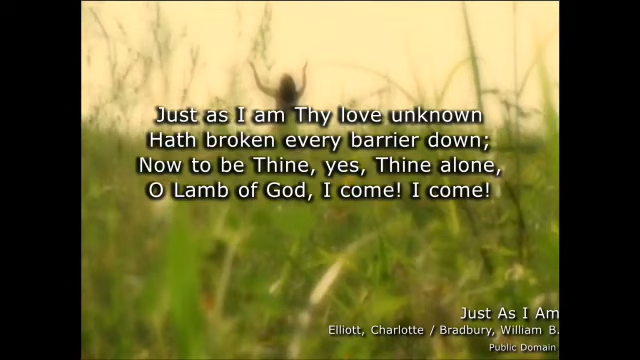 Just as I am Thy love unknown
Hath broken every barrier down;
Now to be Thine, yes, Thine alone,
O Lamb of God, I come! I come!
Just As I Am
Elliott, Charlotte / Bradbury, William B.
Public Domain